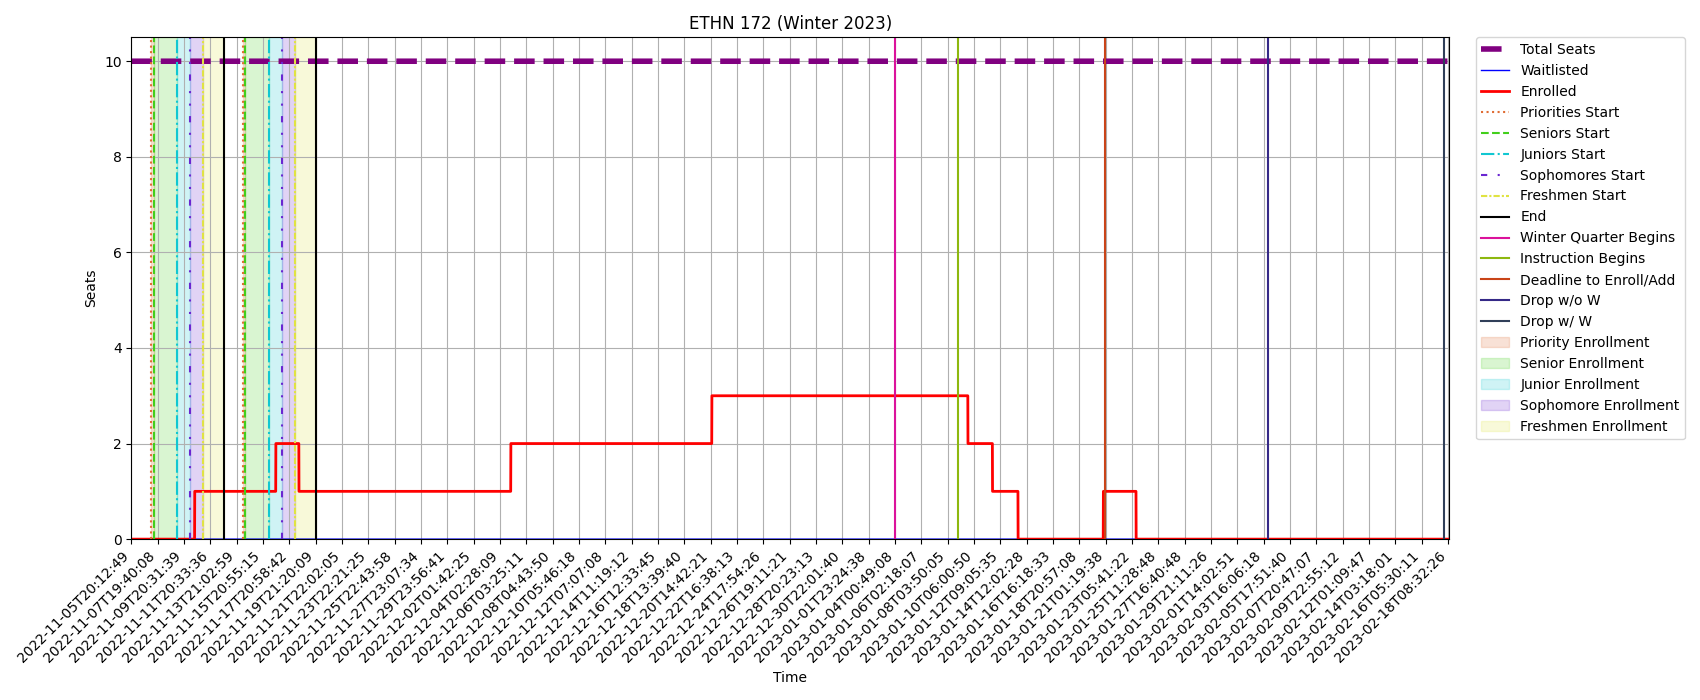 ETHN 172 (Winter 2023)
10
8
6
4
2
0
Seats
2022-11-05T20:12:49
2022-11-07T19:40:08
2022-11-09T20:31:39
2022-11-11T20:33:36
2022-11-13T21:02:59
2022-11-15T20:55:15
2022-11-17T20:58:42
2022-11-19T21:20:09
2022-11-21T22:02:05
2022-11-23T22:21:25
2022-11-25T22:43:58
2022-11-27T23:07:34
2022-11-29T23:56:41
2022-12-02T01:42:25
2022-12-04T02:28:09
2022-12-06T03:25:11
2022-12-08T04:43:50
2022-12-10T05:46:18
2022-12-12T07:07:08
2022-12-14T11:19:12
2022-12-16T12:33:45
2022-12-18T13:39:40
2022-12-20T14:42:21
2022-12-22T16:38:13
2022-12-24T17:54:26
2022-12-26T19:11:21
2022-12-28T20:23:13
2022-12-30T22:01:40
2023-01-01T23:24:38
2023-01-04T00:49:08
2023-01-06T02:18:07
2023-01-08T03:50:05
2023-01-10T06:00:50
2023-01-12T09:05:35
2023-01-14T12:02:28
2023-01-16T16:18:33
2023-01-18T20:57:08
2023-01-21T01:19:38
2023-01-23T05:41:22
2023-01-25T11:28:48
2023-01-27T16:40:48
2023-01-29T21:11:26
2023-02-01T14:02:51
2023-02-03T16:06:18
2023-02-05T17:51:40
2023-02-07T20:47:07
2023-02-09T22:55:12
2023-02-12T01:09:47
2023-02-14T03:18:01
2023-02-16T05:30:11
2023-02-18T08:32:26
Time
Total Seats
Waitlisted
Enrolled
Priorities Start
Seniors Start
Juniors Start
Sophomores Start
Freshmen Start
End
Winter Quarter Begins
Instruction Begins
Deadline to Enroll/Add
Drop w/o W
Drop w/ W
Priority Enrollment
Senior Enrollment
Junior Enrollment
Sophomore Enrollment
Freshmen Enrollment